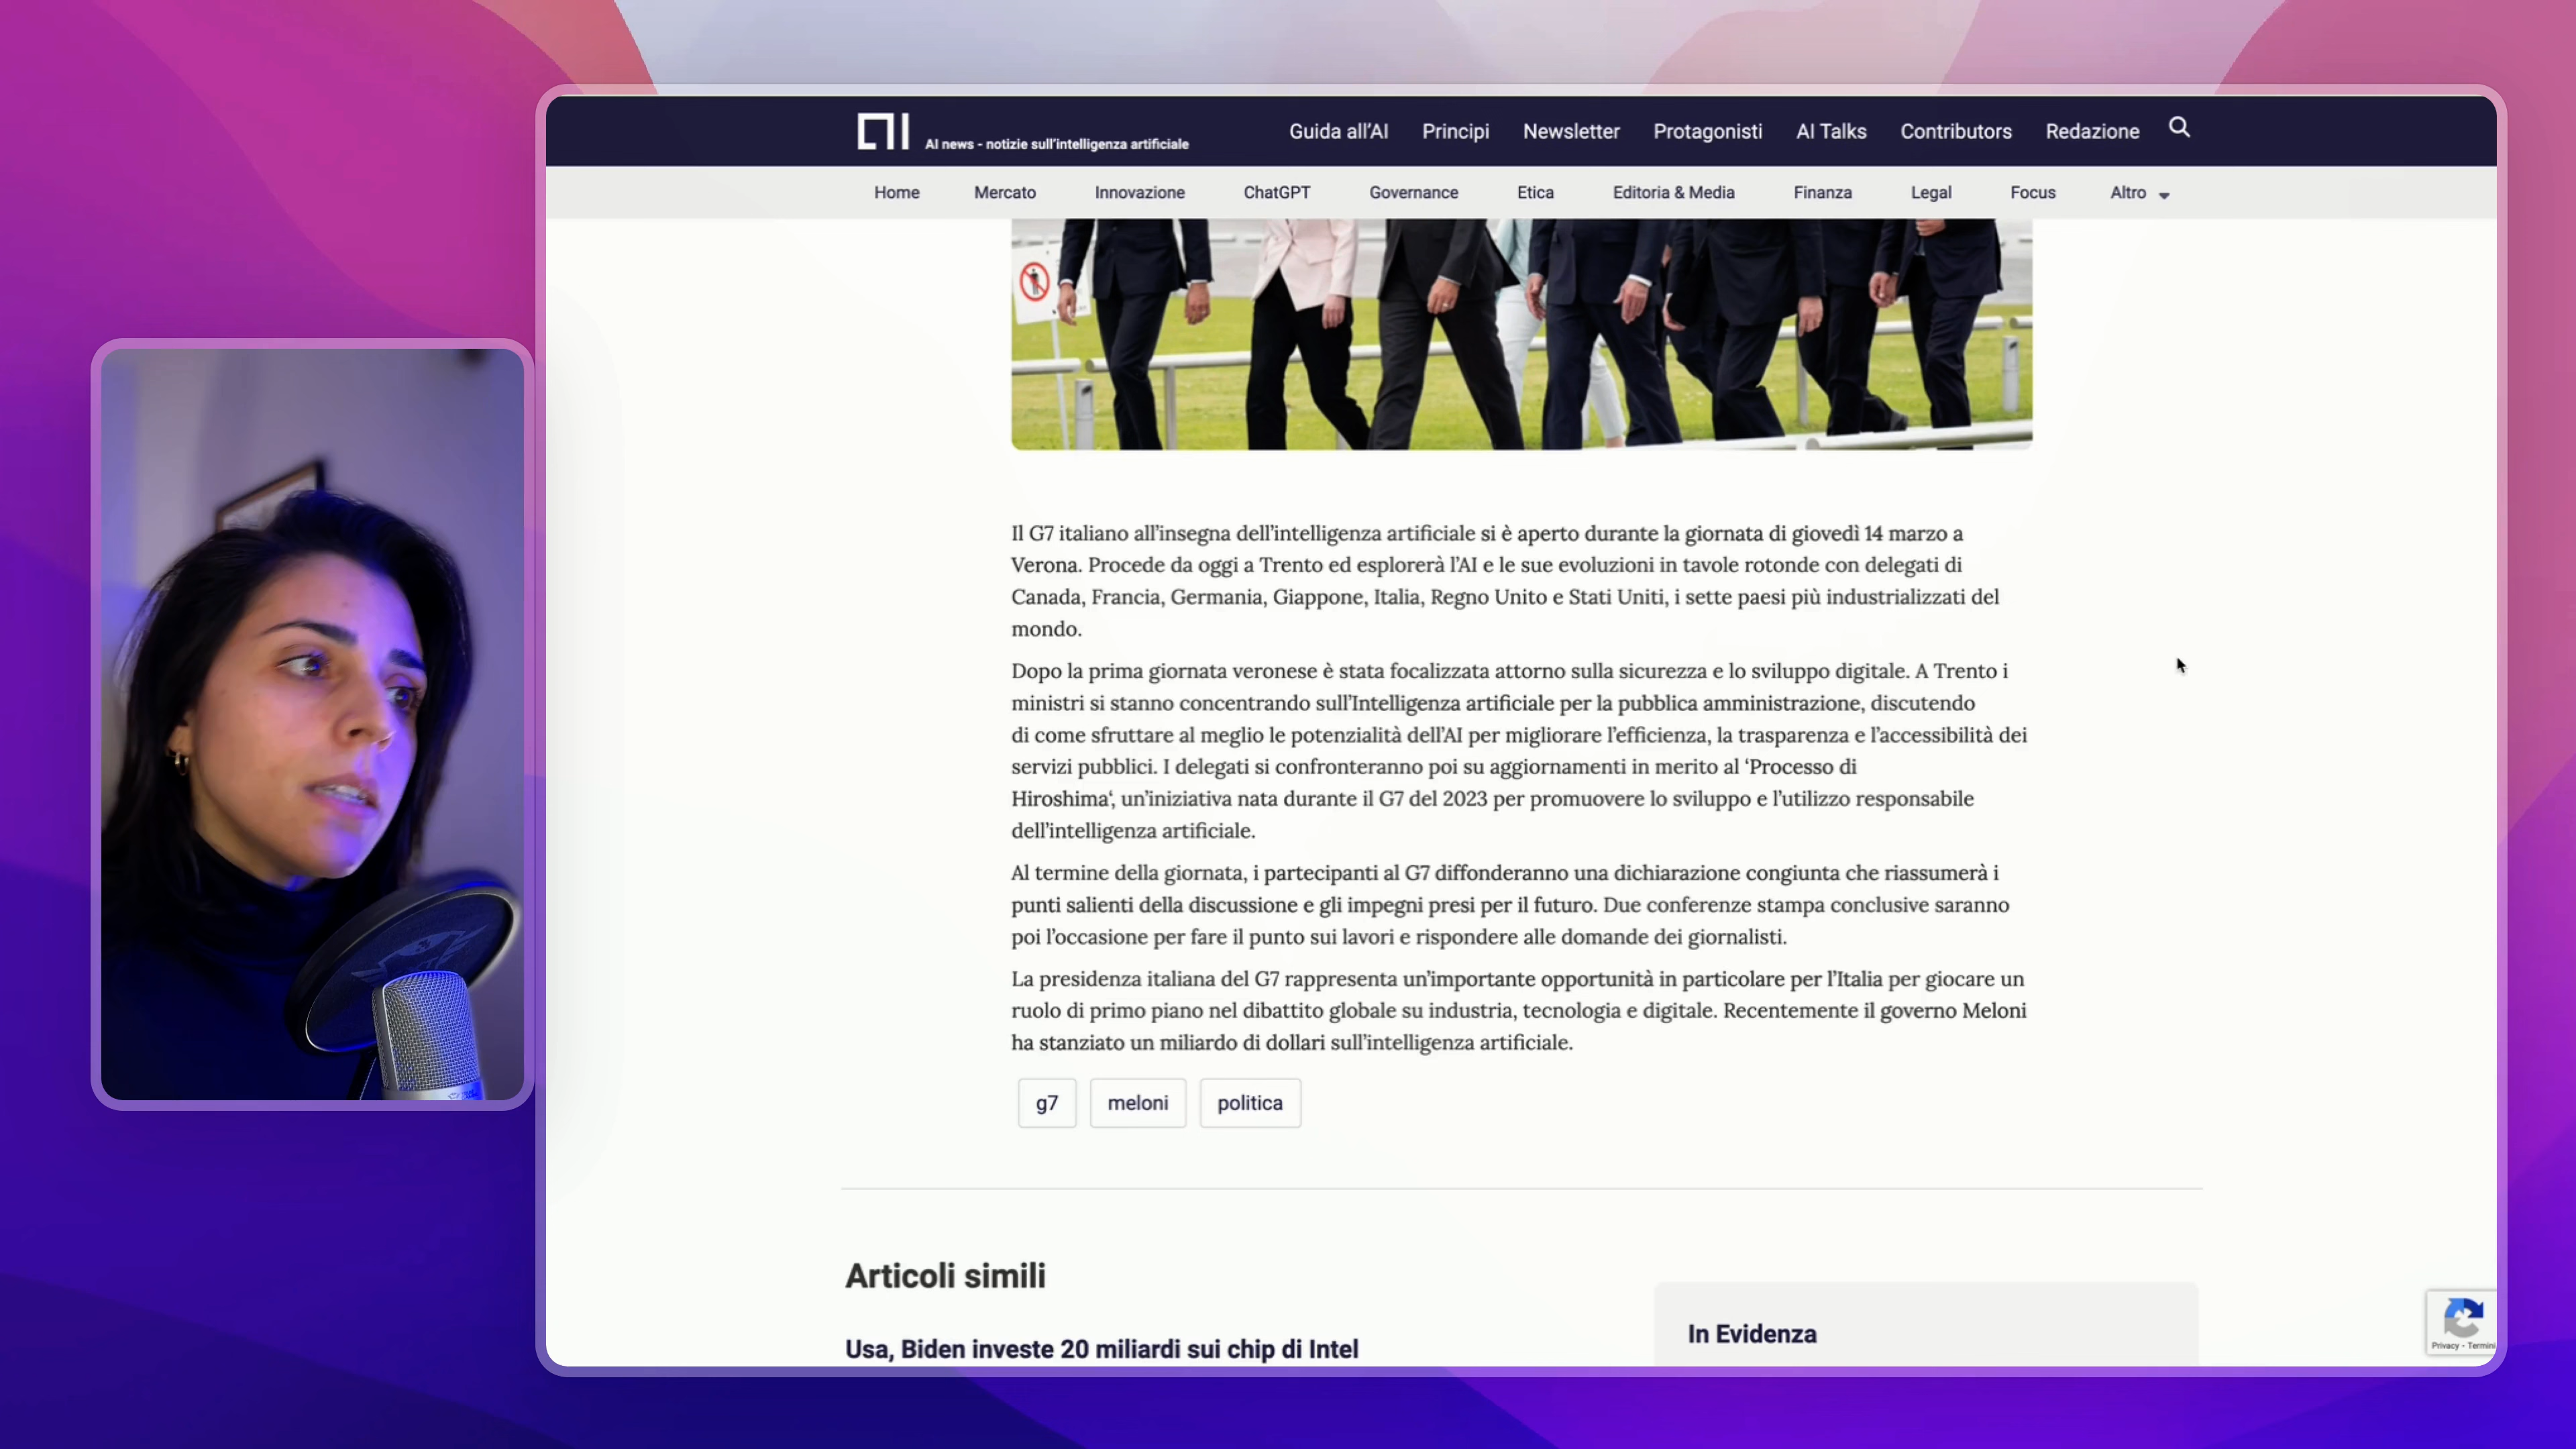 AI news - notizie sull'intelligenza artificiale
Guida all'AI Principi Newsletter Protagonisti AI Talks Contributors Redazione
Home Mercato Innovazione ChatGPT Governance Etica Editoria & Media Finanza Legal Focus Altro
Il G7 italiano all'insegna dell'intelligenza artificiale si è aperto durante la giornata di giovedì 14 marzo a
Verona. Procede da oggi a Trento ed esplorerà l'AI e le sue evoluzioni in tavole rotonde con delegati di
Canada, Francia, Germania, Giappone, Italia, Regno Unito e Stati Uniti, i sette paesi più industrializzati del
mondo.
Dopo la prima giornata veronese è stata focalizzata attorno sulla sicurezza e lo sviluppo digitale. A Trento i
ministri si stanno concentrando sull'Intelligenza artificiale per la pubblica amministrazione, discutendo
di come sfruttare al meglio le potenzialità dell'AI per migliorare l'efficienza, la trasparenza e l'accessibilità dei
servizi pubblici. I delegati si confronteranno poi su aggiornamenti in merito al ‘Processo di
Hiroshima‘, un'iniziativa nata durante il G7 del 2023 per promuovere lo sviluppo e l'utilizzo responsabile
dell'intelligenza artificiale.
Al termine della giornata, i partecipanti al G7 diffonderanno una dichiarazione congiunta che riassumerà i
punti salienti della discussione e gli impegni presi per il futuro. Due conferenze stampa conclusive saranno
poi l'occasione per fare il punto sui lavori e rispondere alle domande dei giornalisti.
La presidenza italiana del G7 rappresenta un'importante opportunità in particolare per l'Italia per giocare un
ruolo di primo piano nel dibattito globale su industria, tecnologia e digitale. Recentemente il governo Meloni
ha stanziato un miliardo di dollari sull'intelligenza artificiale.
g7 meloni politica
Articoli simili
Usa, Biden investe 20 miliardi sui chip di Intel
In Evidenza
Privacy - Termini